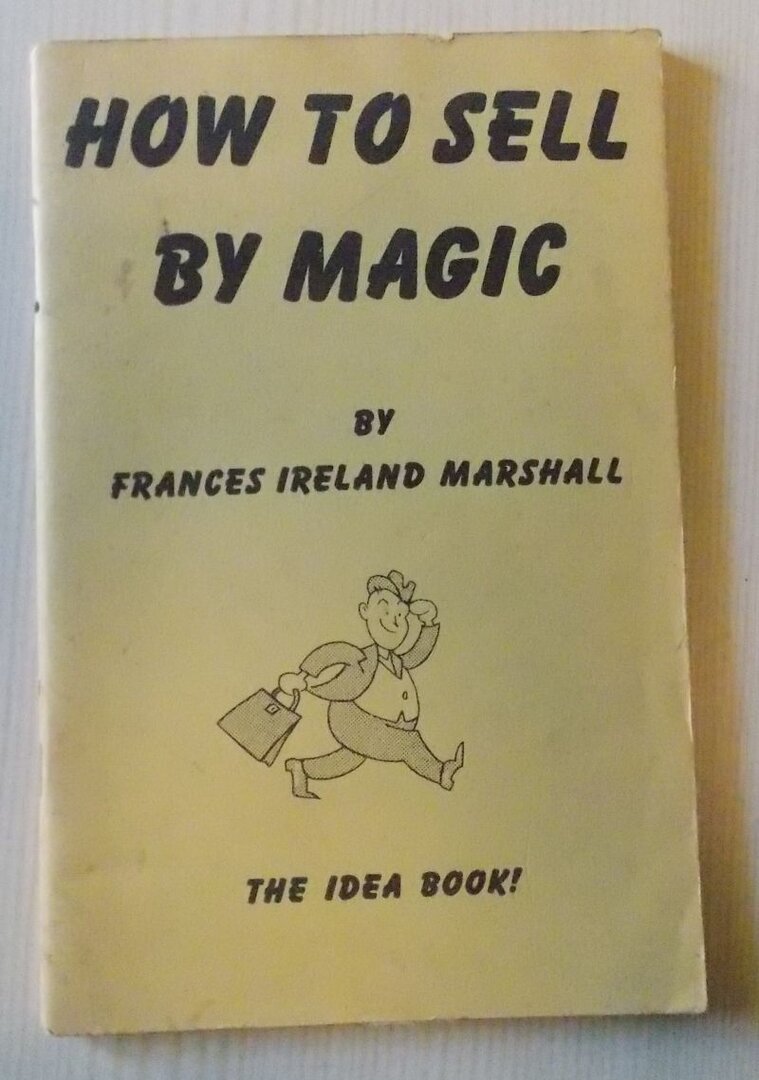 HOW TO SELL
BY MAGIC
BY
FRANCES IRELAND MARSHALL
THE IDEA BOOK!